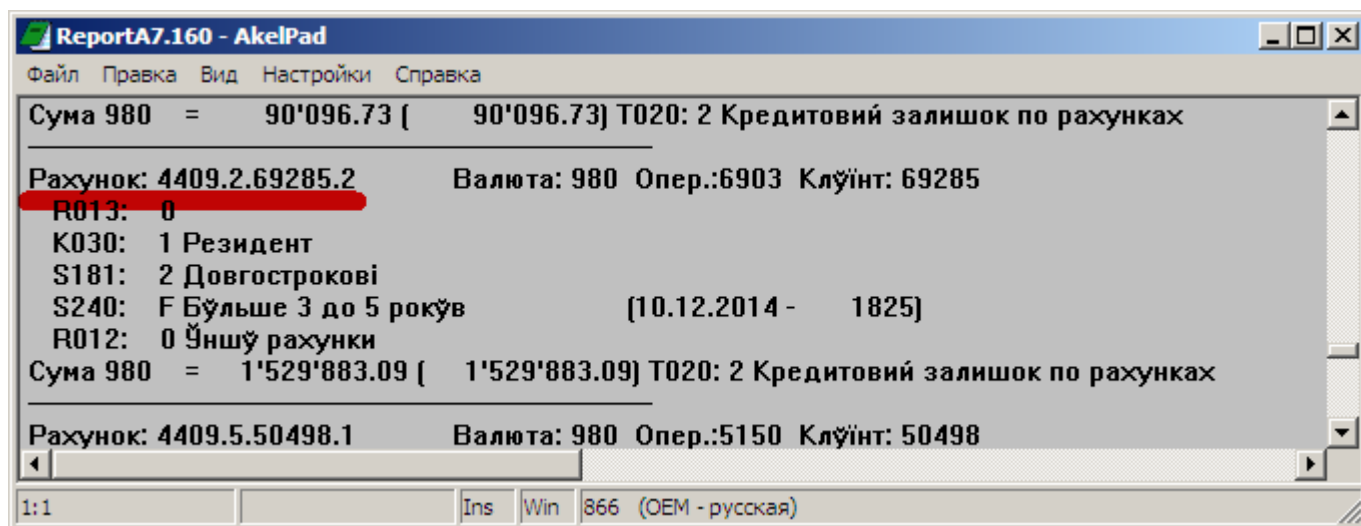 ReportA7.160 - AkelPad
Файл Правка Вид Настройки Справка
Сума 980 = 90'096.73 ( 90'096.73) T020: 2 Кредитовий залишок по рахунках
Рахунок: 4409.2.69285.2 Валюта: 980 Опер.:6903 Клўїнт: 69285
R013: 0
K030: 1 Резидент
S181: 2 Довгострокові
S240: F Бўльше 3 до 5 рокўв (10.12.2014 - 1825)
R012: 0 Ўншў рахунки
Сума 980 = 1'529'883.09 ( 1'529'883.09) T020: 2 Кредитовий залишок по рахунках
Рахунок: 4409.5.50498.1 Валюта: 980 Опер.:5150 Клўїнт: 50498
1:1 Ins Win 866 (OEM - русская)